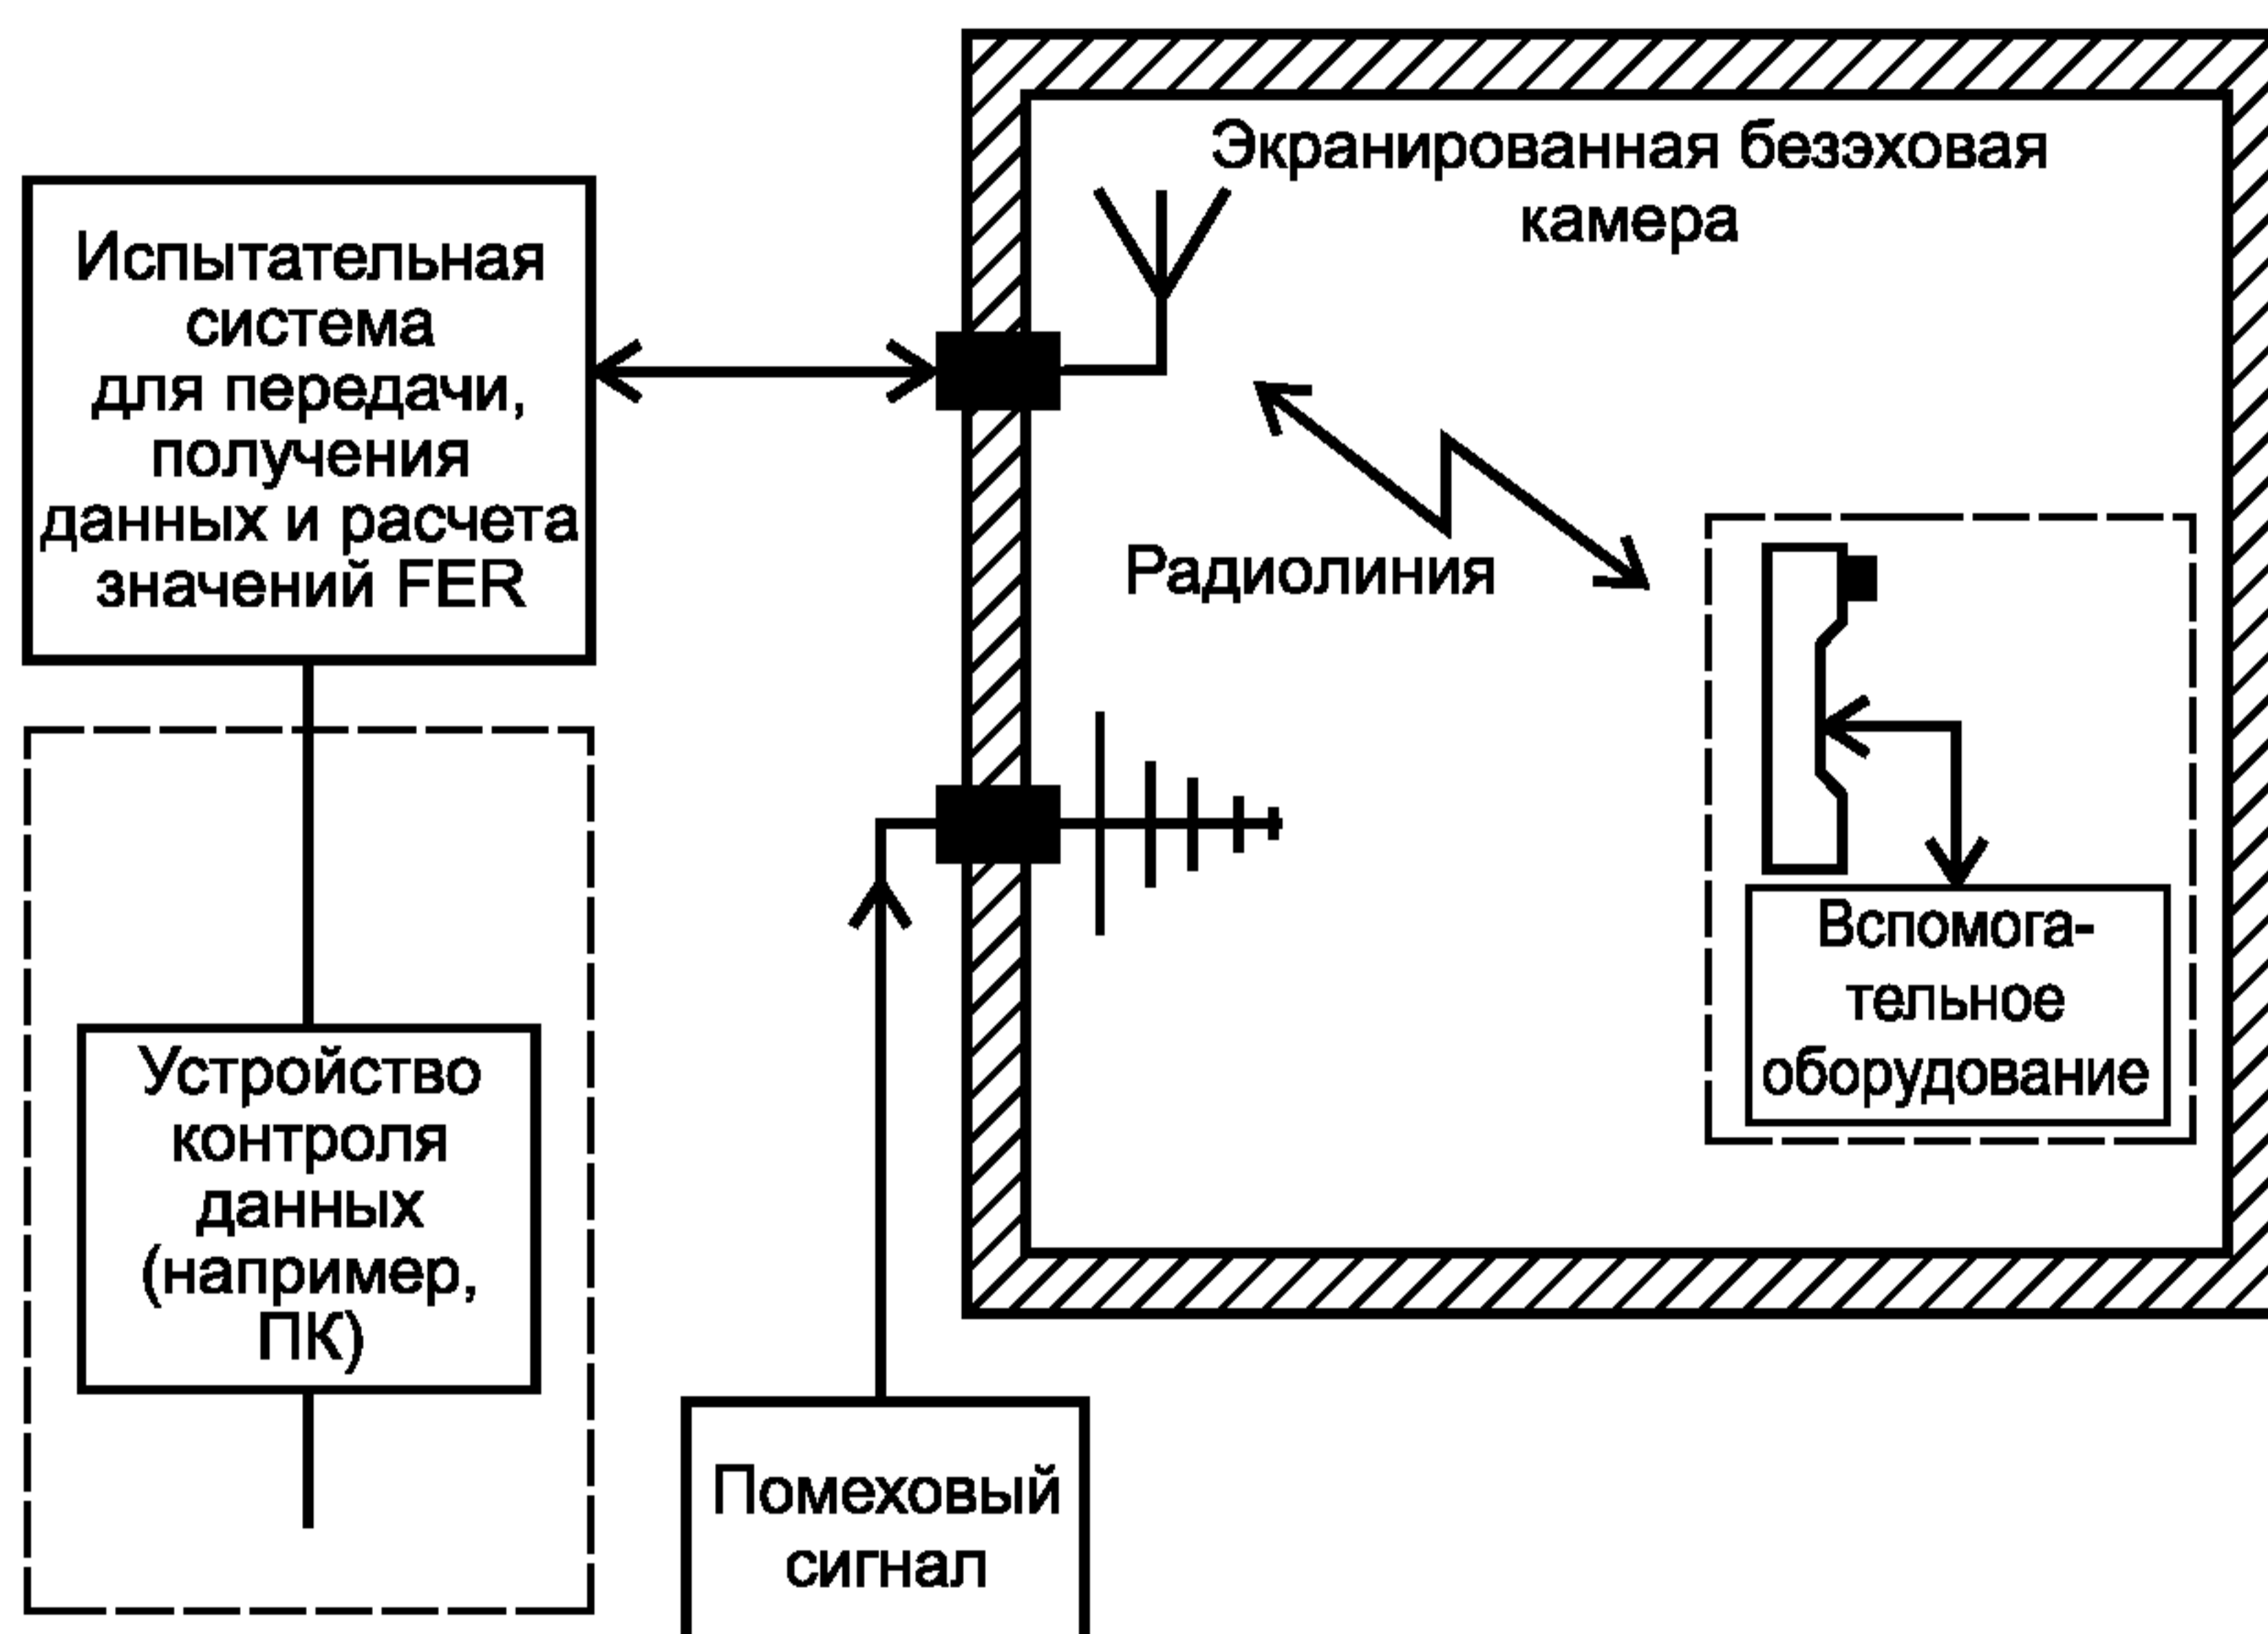 Экранированная безэховая
камера
Испытательная
система
для передачи,
получения
данных и расчета
значений FER
Радиолиния
Вспомога-
тельное
оборудование
Устройство
контроля
данных
(например,
ПК)
Помеховый
сигнал